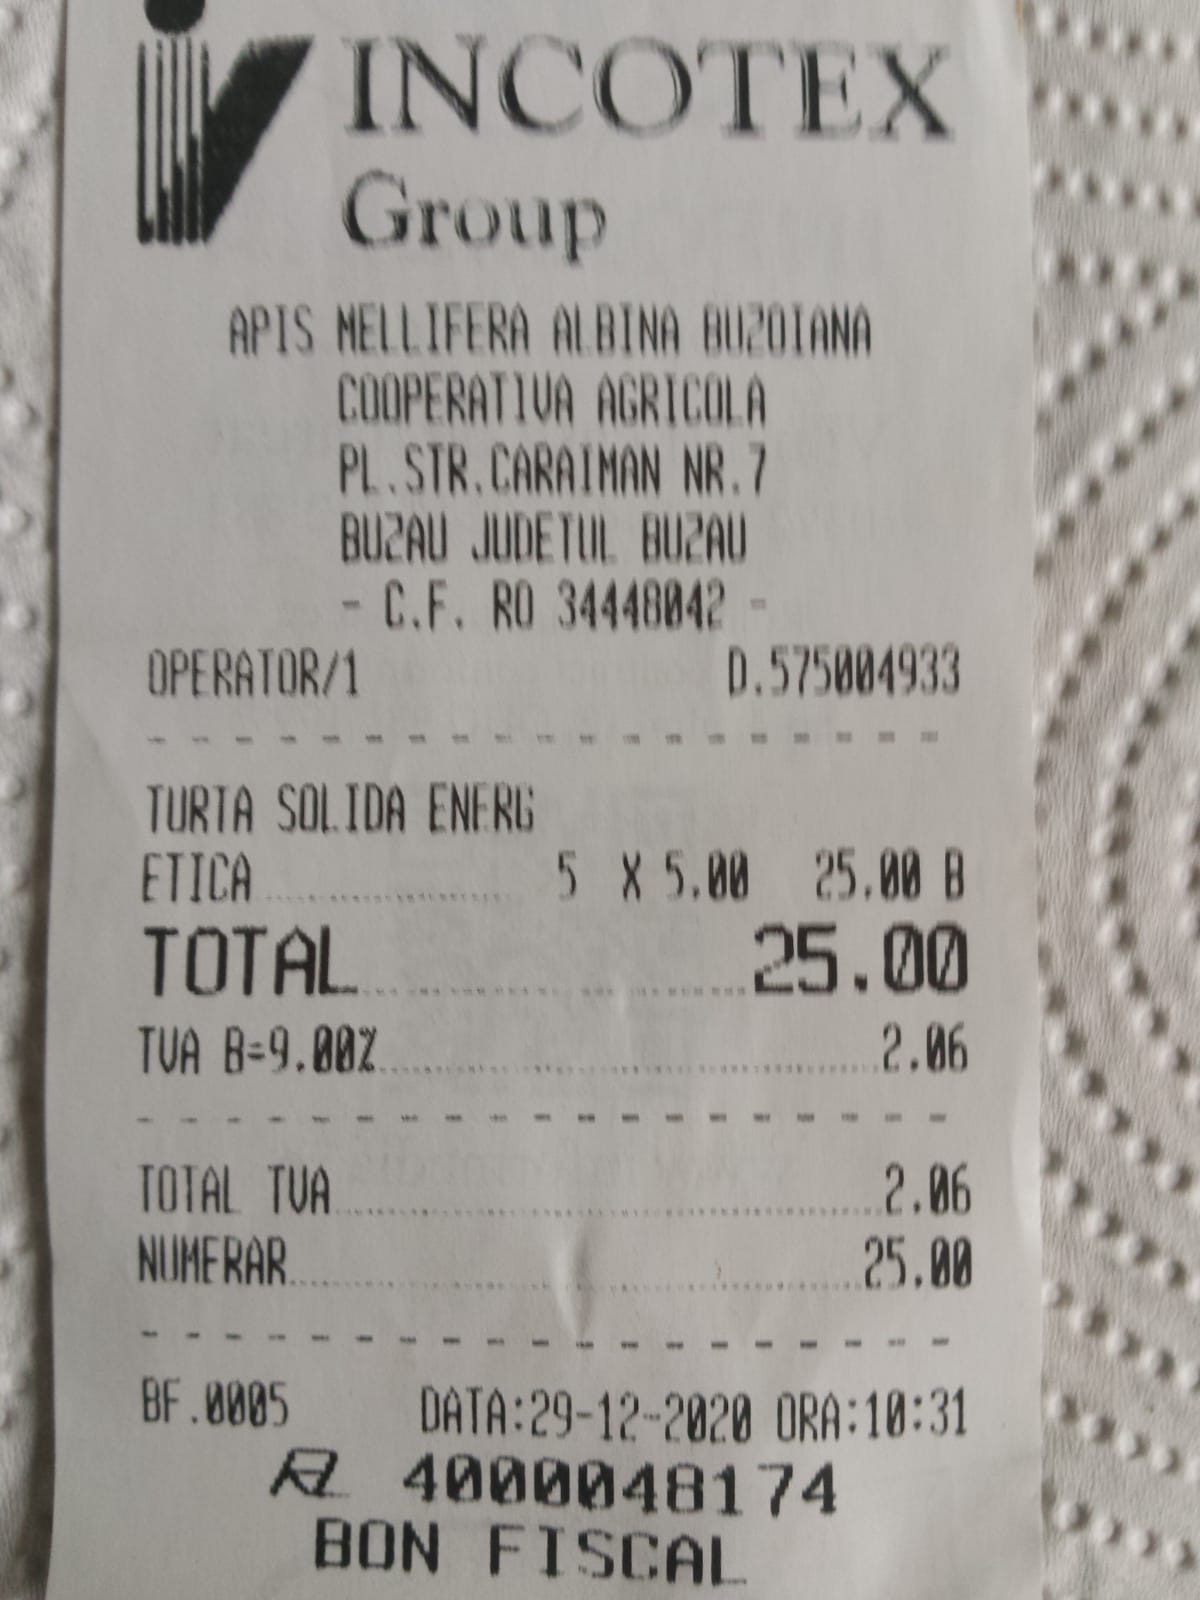 INCOTEX
Group
APIS MELLIFERA ALBINA BUZOIANA
COOPERATIVA AGRICOLA
PL.STR.CARAIMAN NR.7
BUZAU JUDETUL BUZAU
- C.F. RO 34448042 -
OPERATOR/1 D.575004933
TURTA SOLIDA ENERG
ETICA 5 X 5.00 25.00 B
TOTAL 25.00
TVA B=9.00% 2.06
TOTAL TVA 2.06
NUMERAR 25.00
BF.0005 DATA:29-12-2020 ORA:10:31
4000048174
BON FISCAL